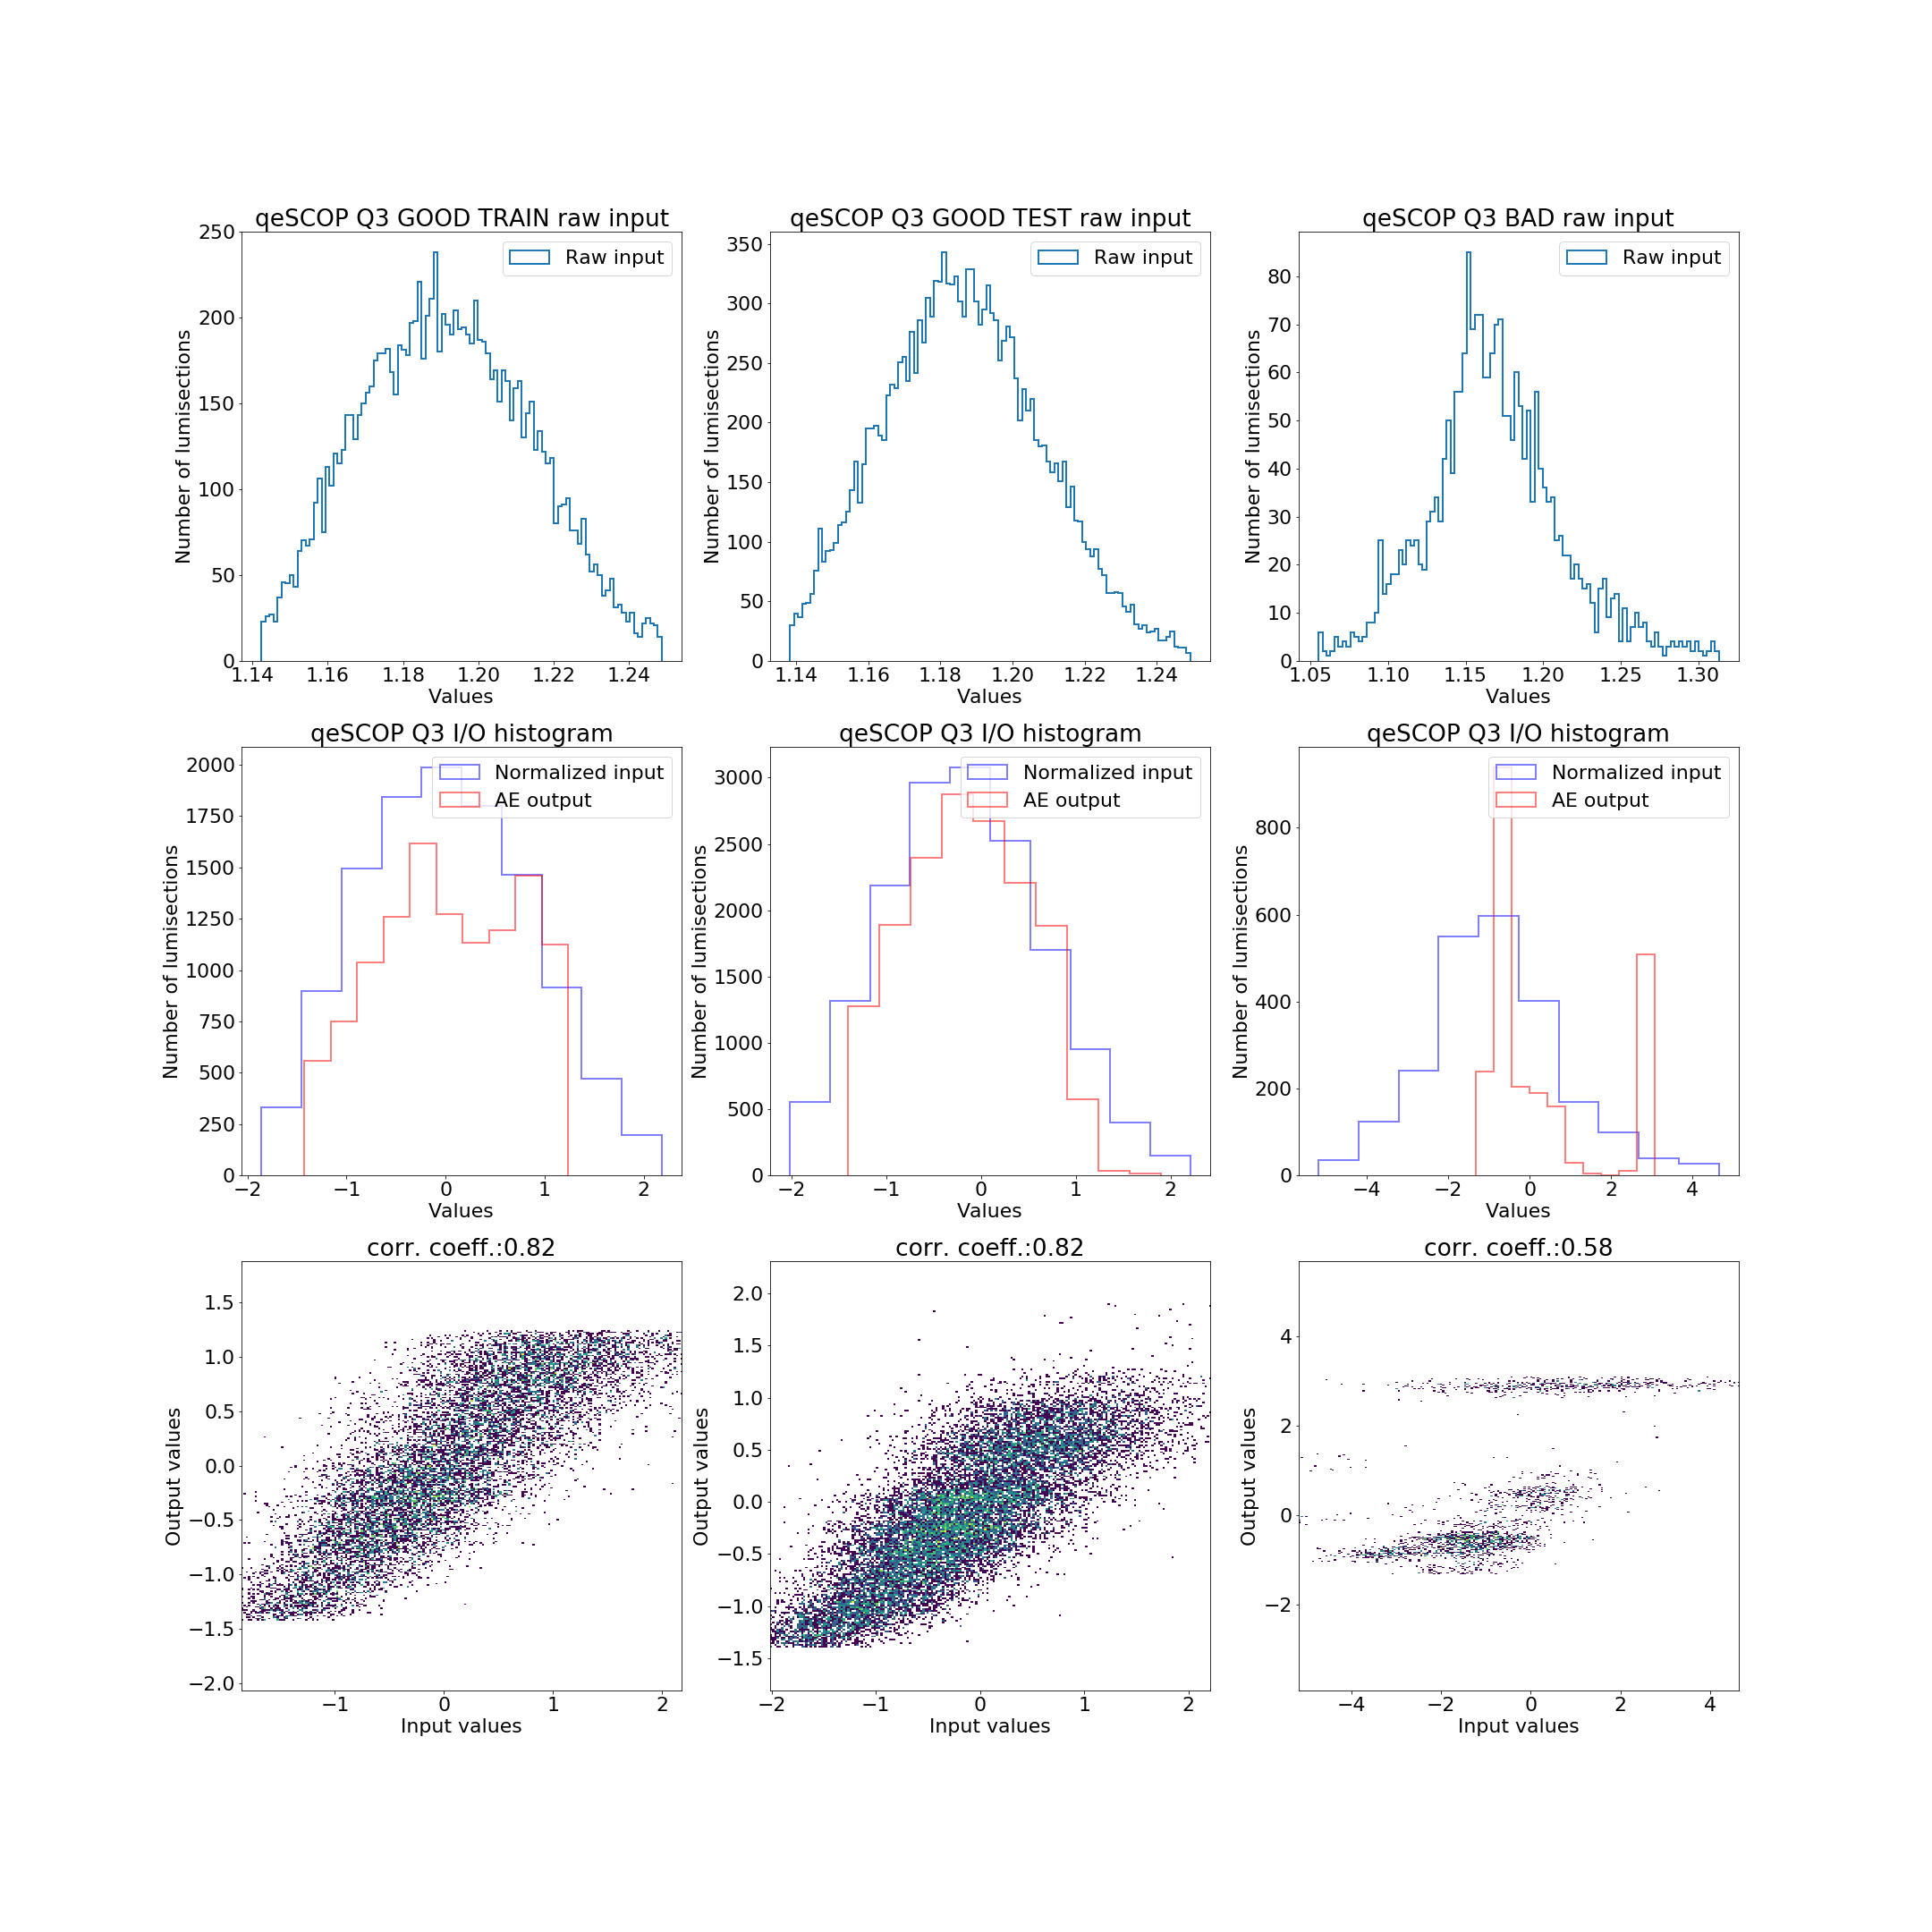 qeSCOP Q3 GOOD TRAIN raw input
Number of lumisections
250
200
150
100
50
0
Raw input
1.14 1.16 1.18 1.20 1.22 1.24
Values
qeSCOP Q3 GOOD TEST raw input
Number of lumisections
350
300
250
200
150
100
50
0
Raw input
1.14 1.16 1.18 1.20 1.22 1.24
Values
qeSCOP Q3 BAD raw input
Number of lumisections
80
70
60
50
40
30
20
10
0
Raw input
1.05 1.10 1.15 1.20 1.25 1.30
Values
qeSCOP Q3 I/O histogram
Number of lumisections
2000
1750
1500
1250
1000
750
500
250
0
Normalized input
AE output
−2 −1 0 1 2
Values
qeSCOP Q3 I/O histogram
Number of lumisections
3000
2500
2000
1500
1000
500
0
Normalized input
AE output
−2 −1 0 1 2
Values
qeSCOP Q3 I/O histogram
Number of lumisections
800
600
400
200
0
Normalized input
AE output
−4 −2 0 2 4
Values
corr. coeff.:0.82
Output values
1.5
1.0
0.5
0.0
−0.5
−1.0
−1.5
−2.0
−1 0 1 2
Input values
corr. coeff.:0.82
Output values
2.0
1.5
1.0
0.5
0.0
−0.5
−1.0
−1.5
−2 −1 0 1 2
Input values
corr. coeff.:0.58
Output values
4
2
0
−2
−4 −2 0 2 4
Input values